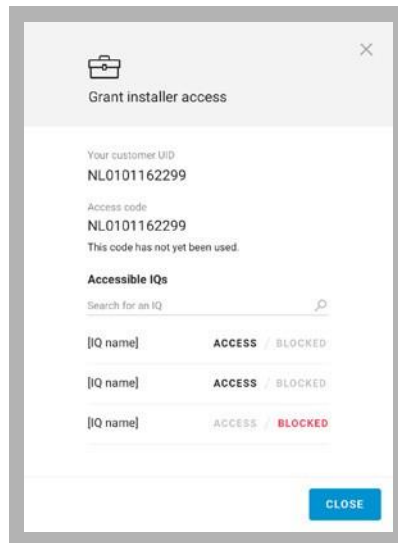 Grant installer access
Your customer UID
NL0101162299
Access code
NL0101162299
This code has not yet been used.
Accessible IQs
Search for an IQ
[IQ name] ACCESS / BLOCKED
[IQ name] ACCESS / BLOCKED
[IQ name] ACCESS / BLOCKED
CLOSE